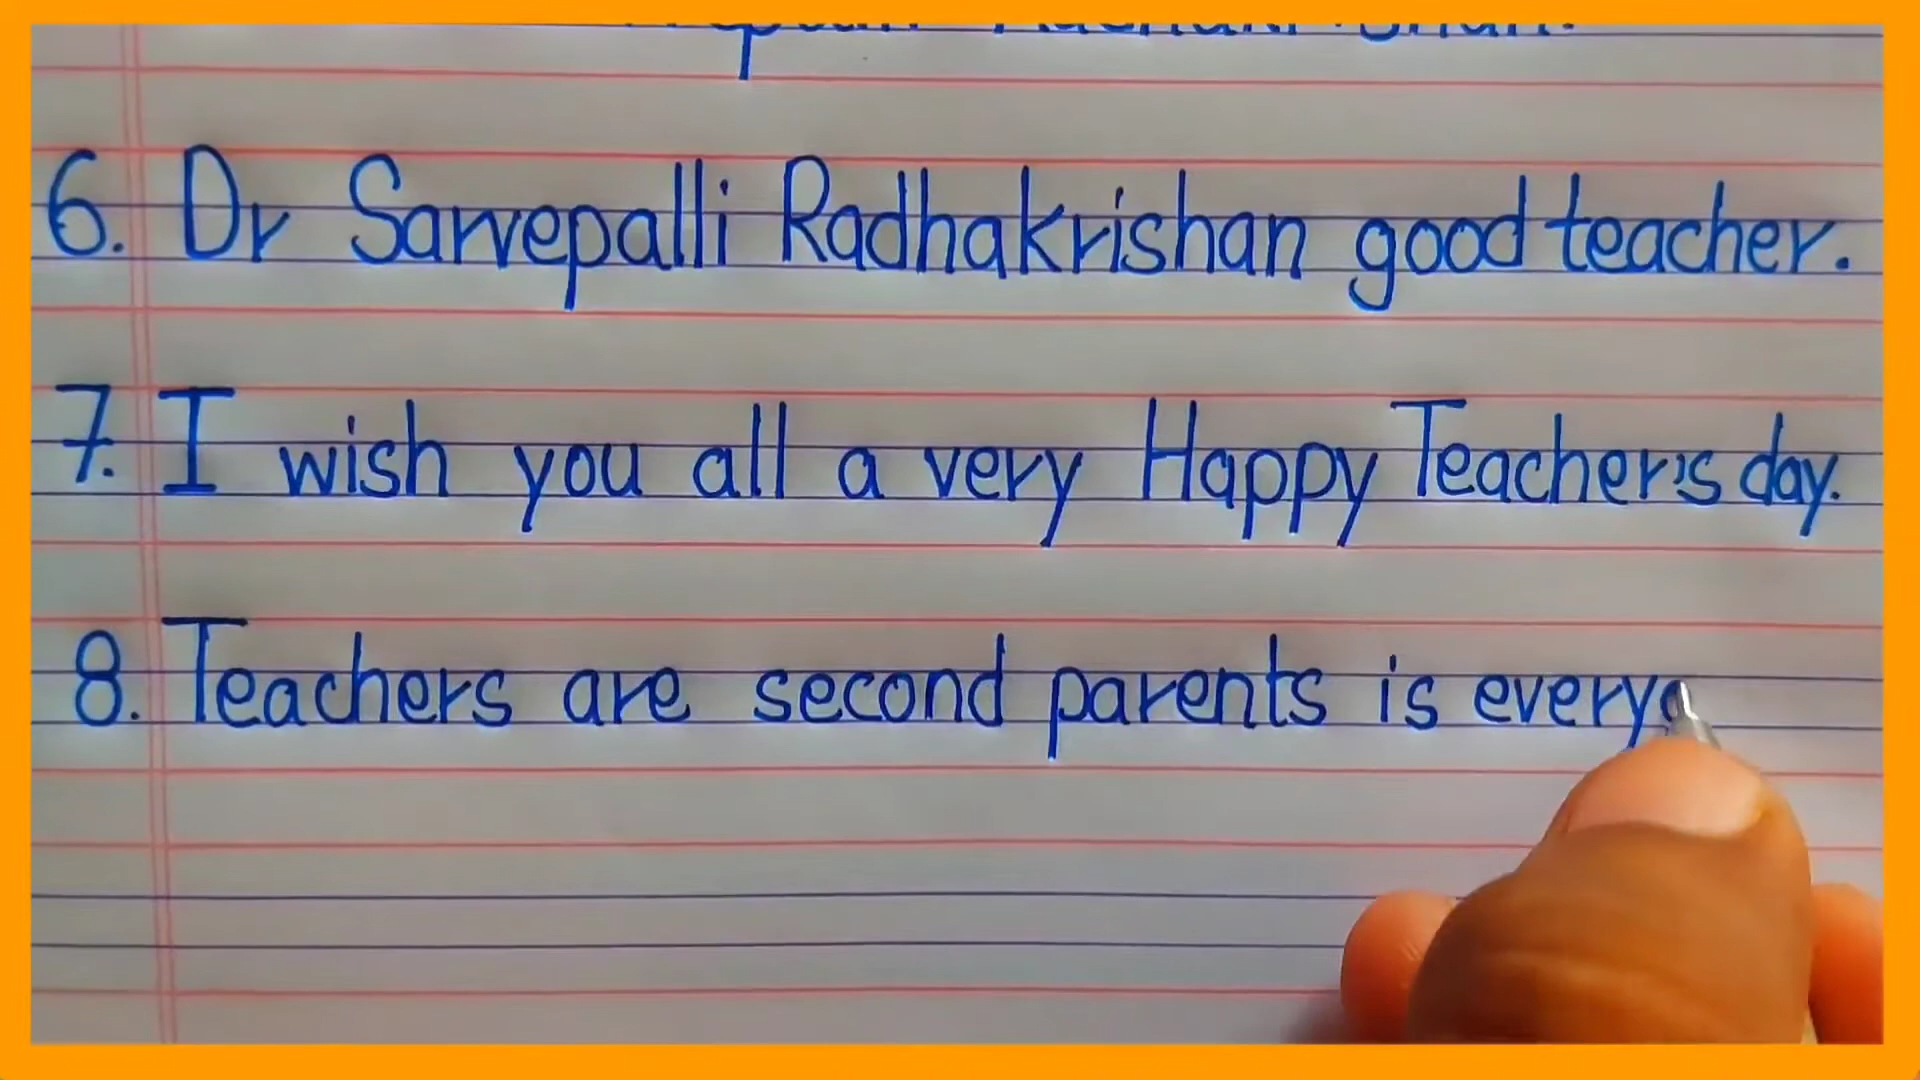 6. Dr Sarvepalli Radhakrishan good teacher.
7. I wish you all a very Happy Teacher's day.
8. Teachers are second parents is